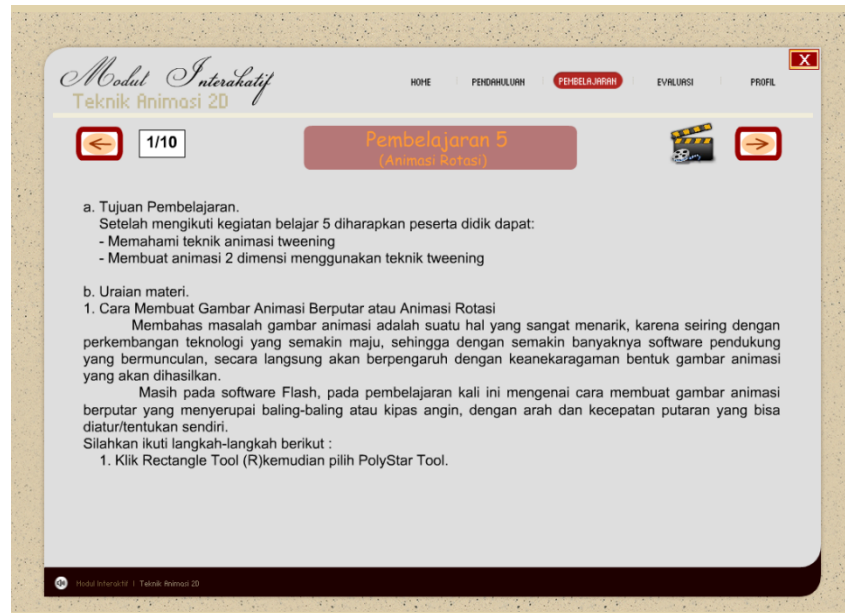 X
Modul Interakatif
Teknik Animasi 2D
HOME PENDAHULUAN PEMBELAJARAN EVALUASI PROFIL
1/10
Pembelajaran 5
(Animasi Rotasi)
a. Tujuan Pembelajaran.
Setelah mengikuti kegiatan belajar 5 diharapkan peserta didik dapat:
- Memahami teknik animasi tweening
- Membuat animasi 2 dimensi menggunakan teknik tweening
b. Uraian materi.
1. Cara Membuat Gambar Animasi Berputar atau Animasi Rotasi
Membahas masalah gambar animasi adalah suatu hal yang sangat menarik, karena seiring dengan
perkembangan teknologi yang semakin maju, sehingga dengan semakin banyaknya software pendukung
yang bermunculan, secara langsung akan berpengaruh dengan keanekaragaman bentuk gambar animasi
yang akan dihasilkan.
Masih pada software Flash, pada pembelajaran kali ini mengenai cara membuat gambar animasi
berputar yang menyerupai baling-baling atau kipas angin, dengan arah dan kecepatan putaran yang bisa
diatur/tentukan sendiri.
Silahkan ikuti langkah-langkah berikut :
1. Klik Rectangle Tool (R)kemudian pilih PolyStar Tool.
Modul Interaktif | Teknik Animasi 2D